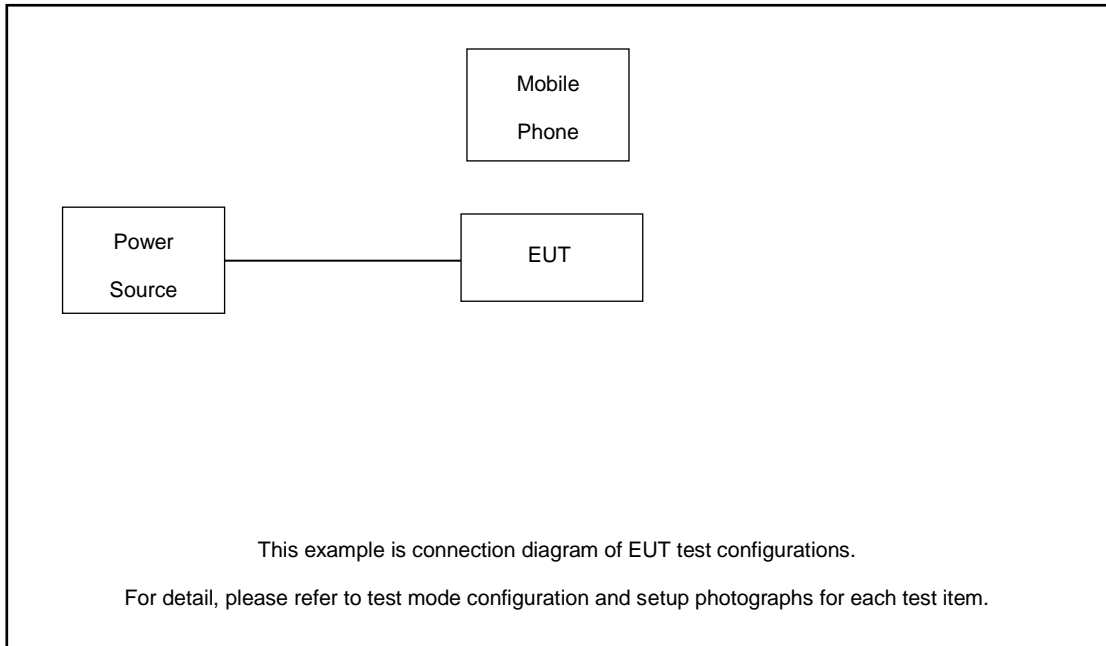 Mobile
Phone
Power
Source
EUT
This example is connection diagram of EUT test configurations.
For detail, please refer to test mode configuration and setup photographs for each test item.